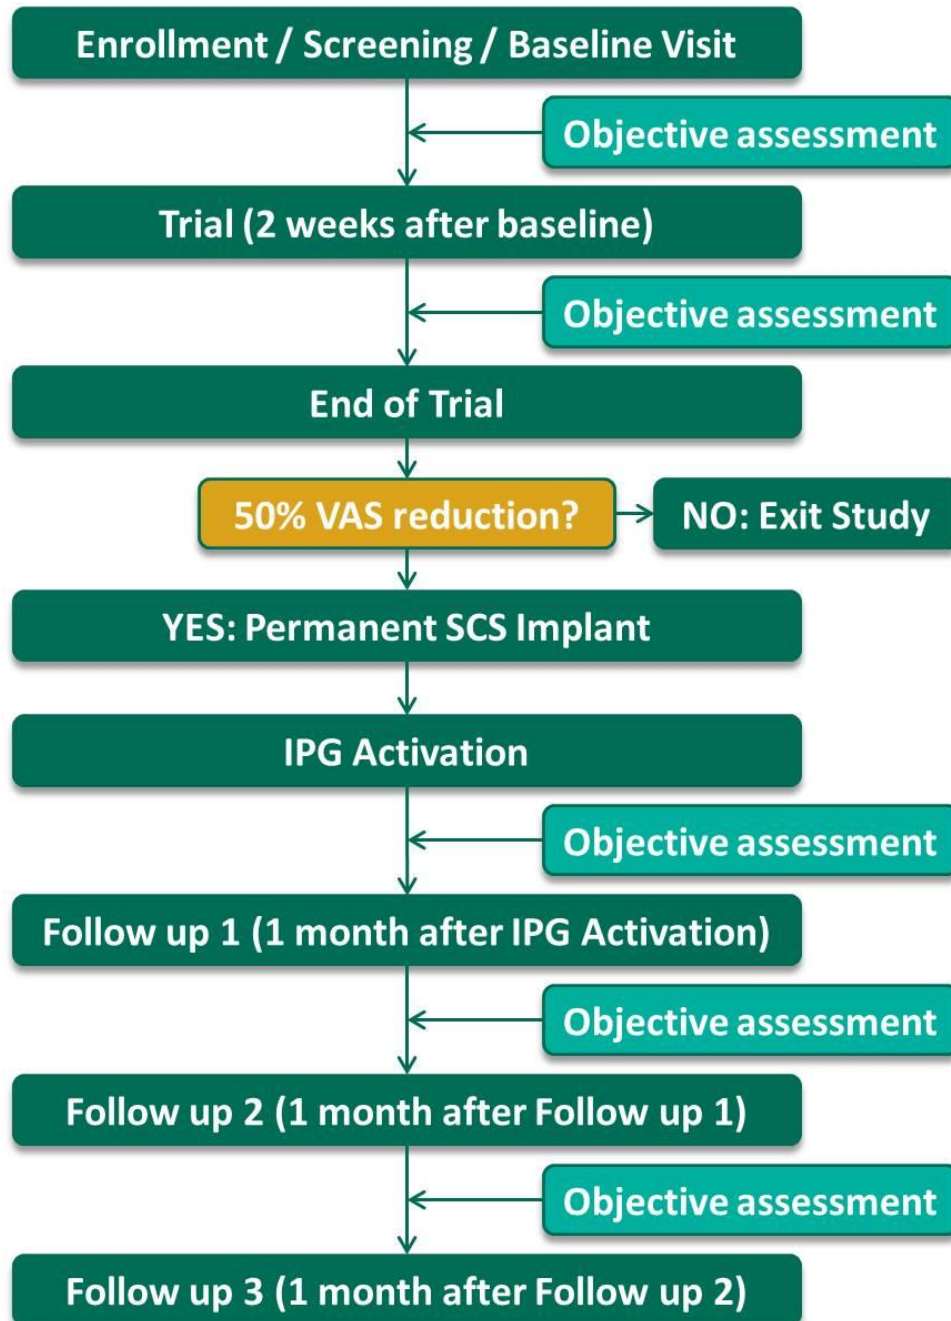 Enrollment / Screening / Baseline Visit
Objective assessment
Trial (2 weeks after baseline)
Objective assessment
End of Trial
50% VAS reduction?
NO: Exit Study
YES: Permanent SCS Implant
IPG Activation
Objective assessment
Follow up 1 (1 month after IPG Activation)
Objective assessment
Follow up 2 (1 month after Follow up 1)
Objective assessment
Follow up 3 (1 month after Follow up 2)